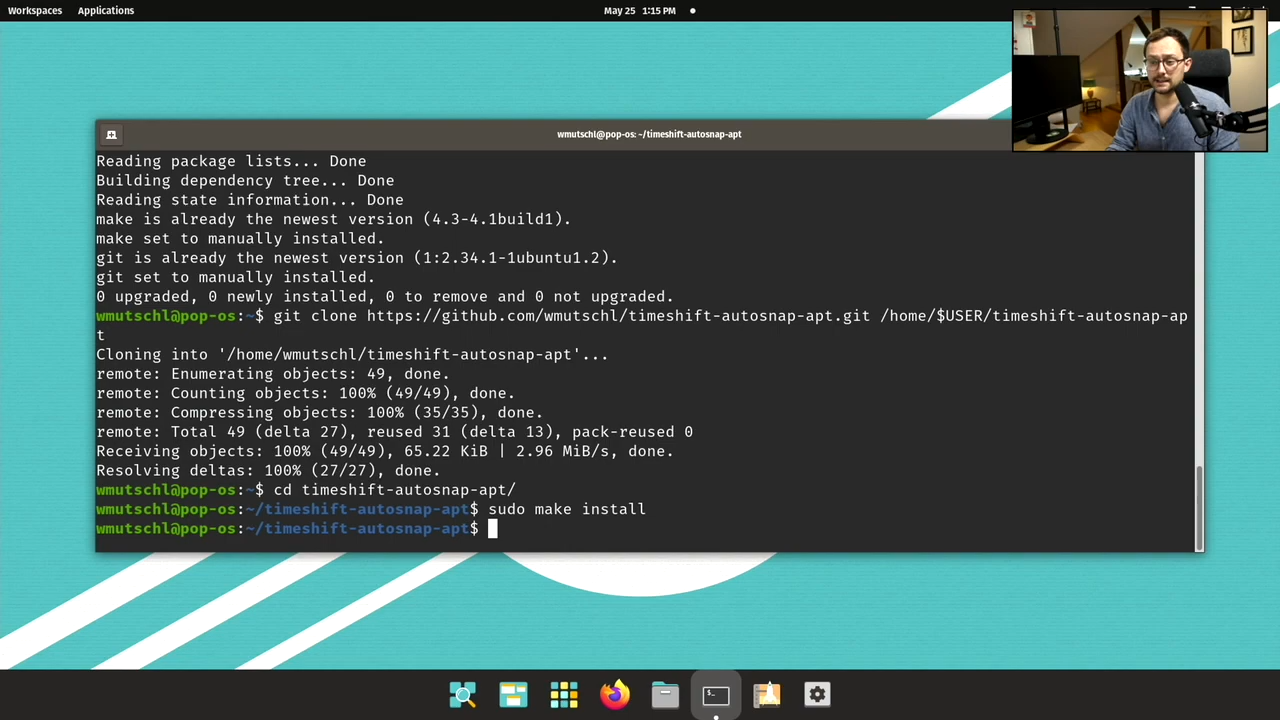 Workspaces Applications May 25 1:15 PM
wmutschl@pop-os: ~/timeshift-autosnap-apt
Reading package lists... Done
Building dependency tree... Done
Reading state information... Done
make is already the newest version (4.3-4.1build1).
make set to manually installed.
git is already the newest version (1:2.34.1-1ubuntu1.2).
git set to manually installed.
0 upgraded, 0 newly installed, 0 to remove and 0 not upgraded.
wmutschl@pop-os:~$ git clone https://github.com/wmutschl/timeshift-autosnap-apt.git /home/$USER/timeshift-autosnap-ap
t
Cloning into '/home/wmutschl/timeshift-autosnap-apt'...
remote: Enumerating objects: 49, done.
remote: Counting objects: 100% (49/49), done.
remote: Compressing objects: 100% (35/35), done.
remote: Total 49 (delta 27), reused 31 (delta 13), pack-reused 0
Receiving objects: 100% (49/49), 65.22 KiB | 2.96 MiB/s, done.
Resolving deltas: 100% (27/27), done.
wmutschl@pop-os:~$ cd timeshift-autosnap-apt/
wmutschl@pop-os:~/timeshift-autosnap-apt$ sudo make install
wmutschl@pop-os:~/timeshift-autosnap-apt$